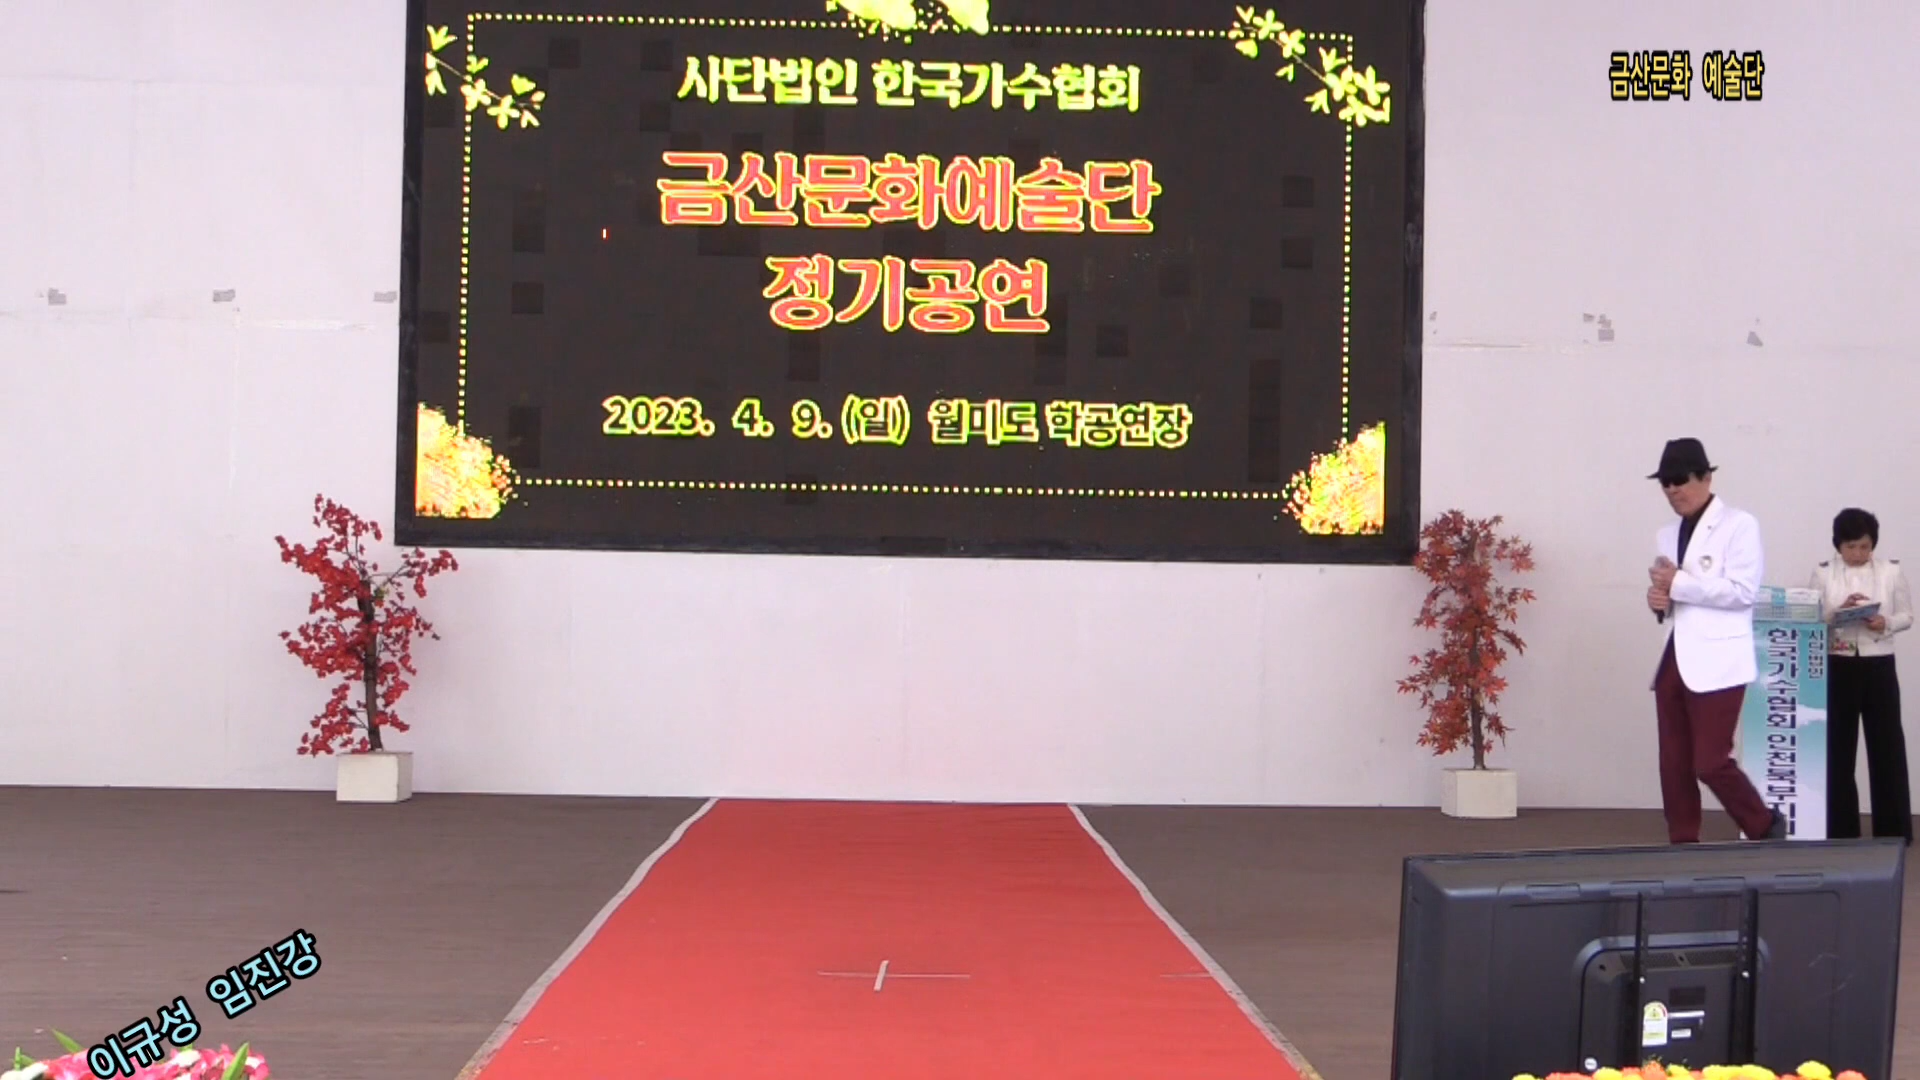 시단법인 한국가수협회
금산문화예술단
정기공연
2023. 4. 9.(일) 월미도 학공연장
금산문화 예술단
사단법인
한국가수협회 인천북부지회
이규성 임진강